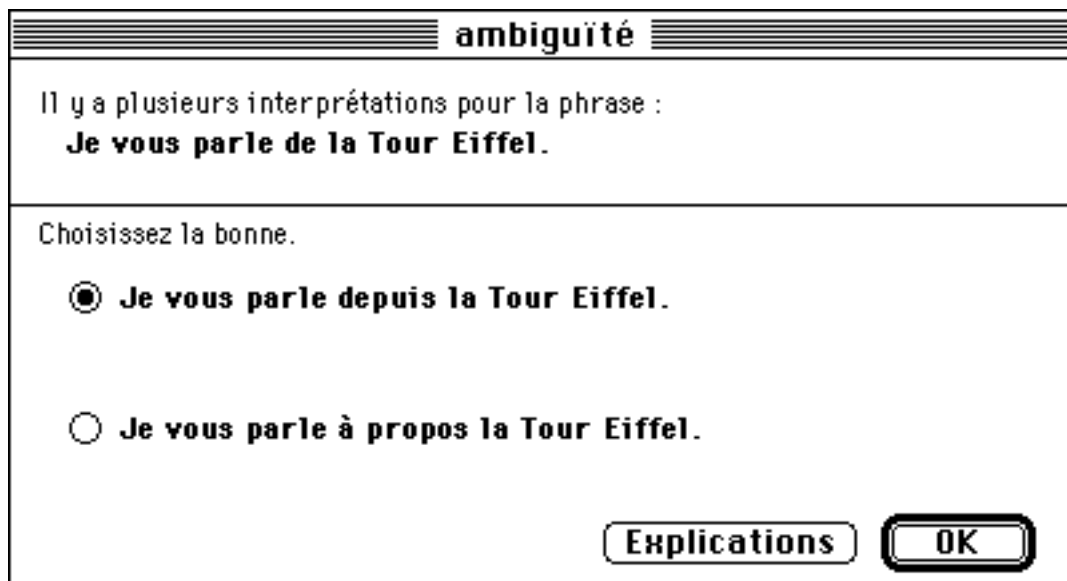 ambiguïté
Il y a plusieurs interprétations pour la phrase :
Je vous parle de la Tour Eiffel.
Choisissez la bonne.
Je vous parle depuis la Tour Eiffel.
Je vous parle à propos la Tour Eiffel.
Explications OK